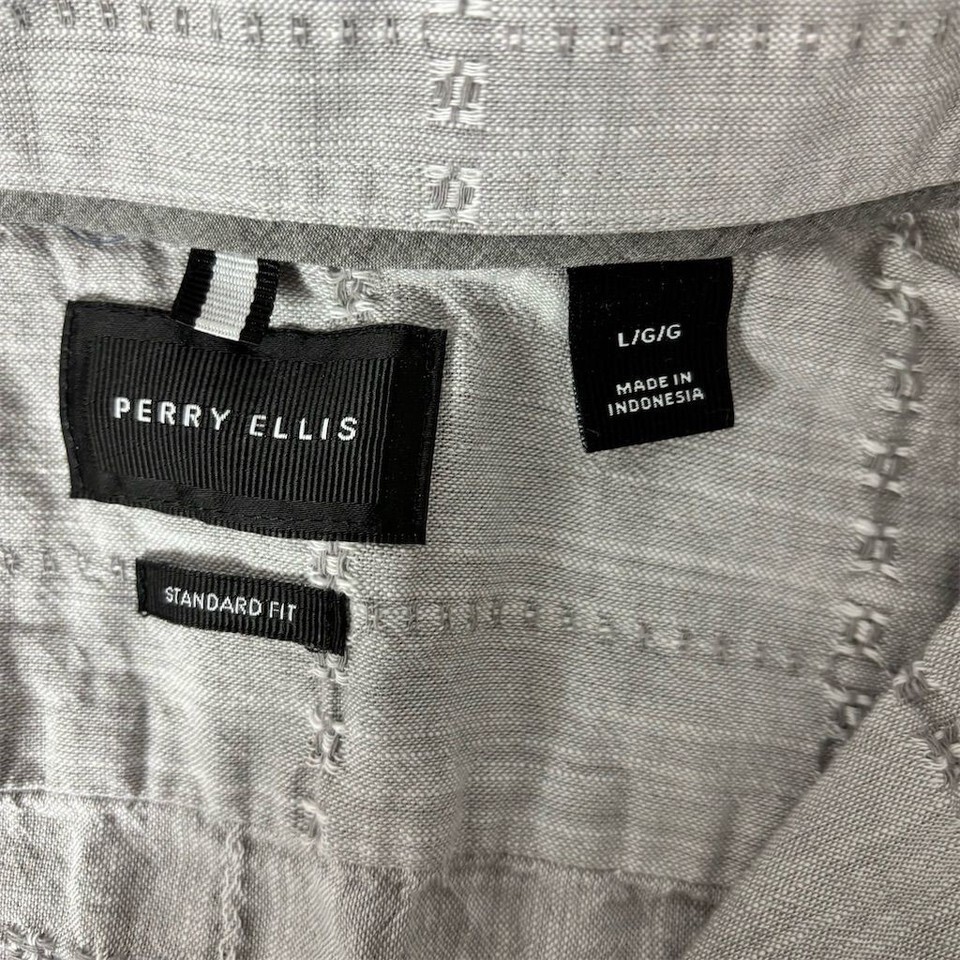 PERRY ELLIS
STANDARD FIT
L/G/G
MADE IN
INDONESIA